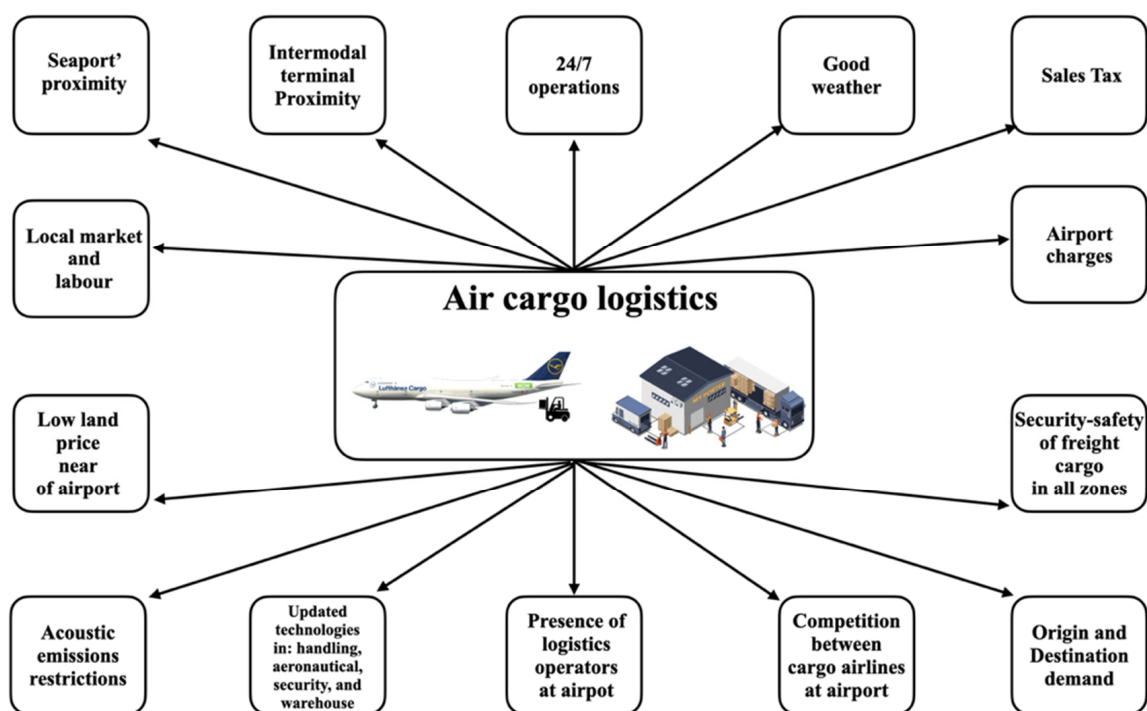 Seaport’
proximity
Intermodal
terminal
Proximity
24/7
operations
Good
weather
Sales Tax
Local market
and
labour
Airport
charges
Air cargo logistics
Lufthansa Cargo
Low land
price
near
of airport
Security-safety
of freight
cargo
in all zones
Acoustic
emissions
restrictions
Updated
technologies
in: handling,
aeronautical,
security, and
warehouse
Presence of
logistics
operators
at airpot
Competition
between
cargo airlines
at airport
Origin and
Destination
demand